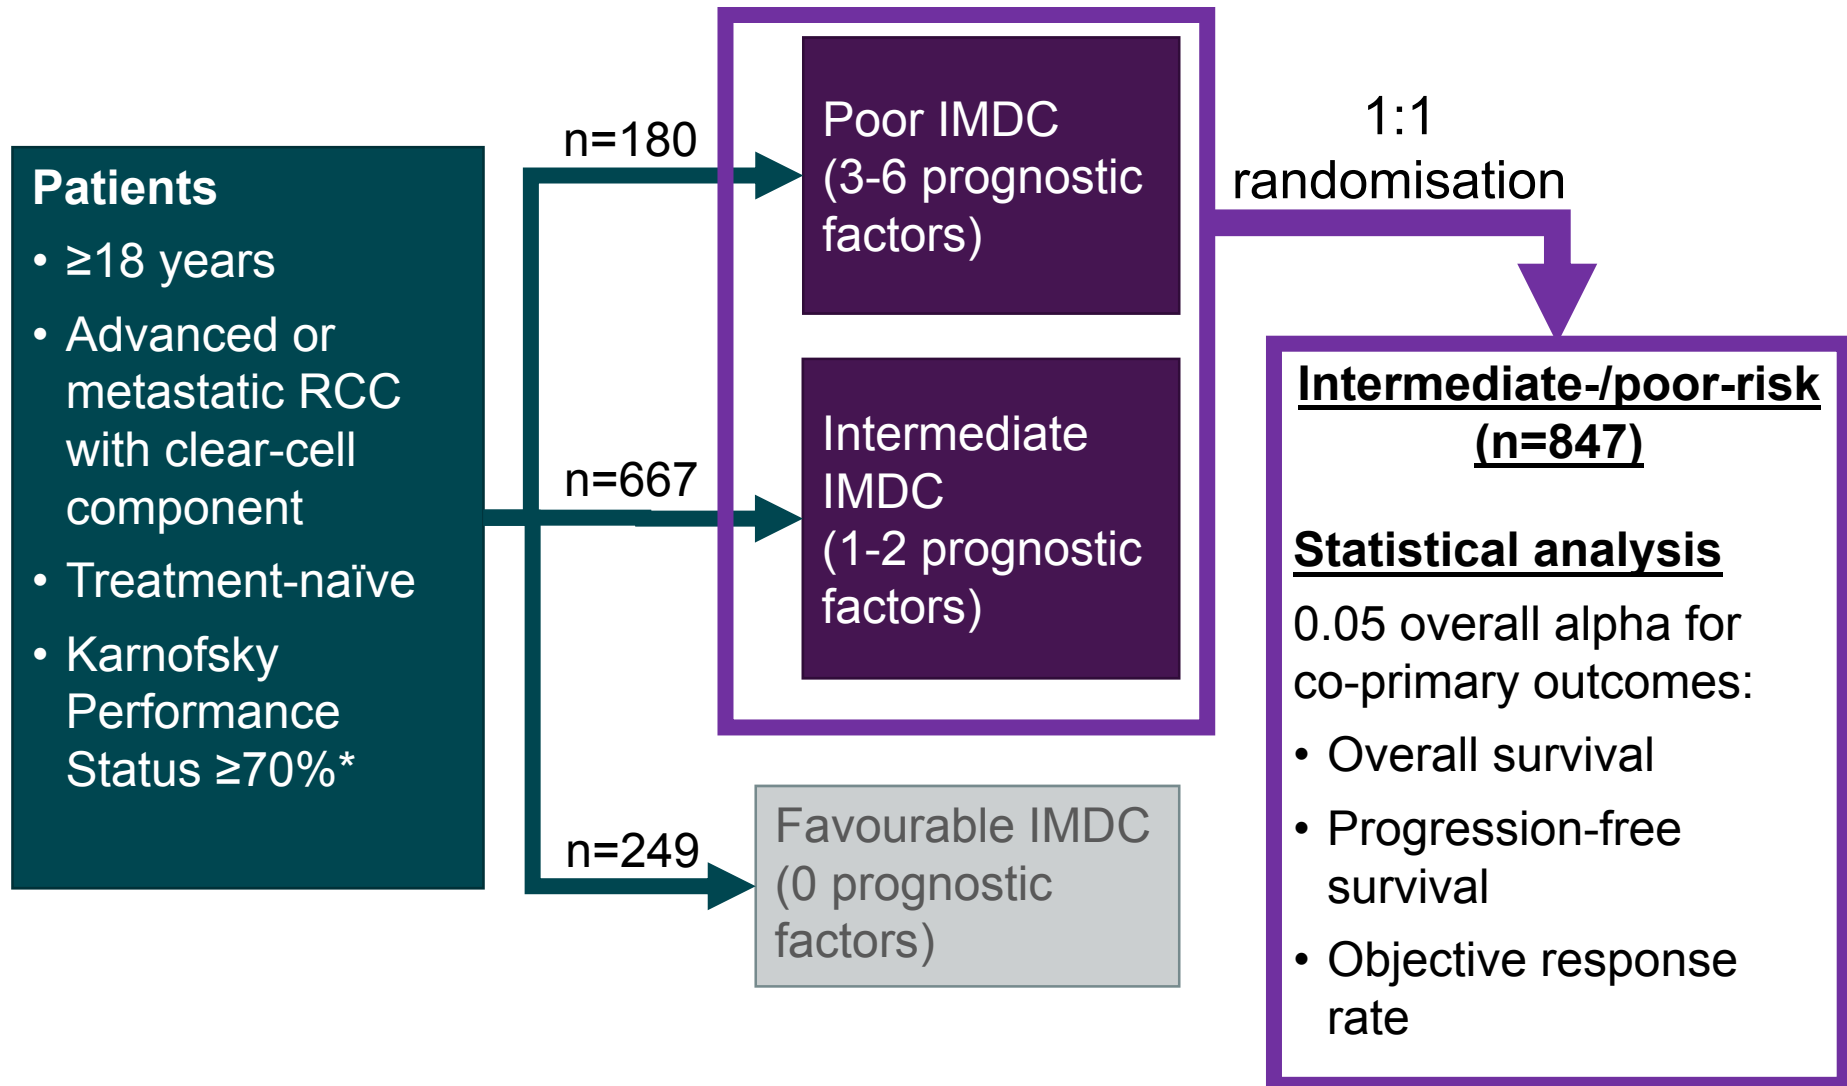 Patients
• ≥18 years
• Advanced or
metastatic RCC
with clear-cell
component
• Treatment-naïve
• Karnofsky
Performance
Status ≥70%*
n=180
n=667
n=249
Poor IMDC
(3-6 prognostic
factors)
Intermediate
IMDC
(1-2 prognostic
factors)
Favourable IMDC
(0 prognostic
factors)
1:1
randomisation
Intermediate-/poor-risk
(n=847)
Statistical analysis
0.05 overall alpha for
co-primary outcomes:
• Overall survival
• Progression-free
survival
• Objective response
rate